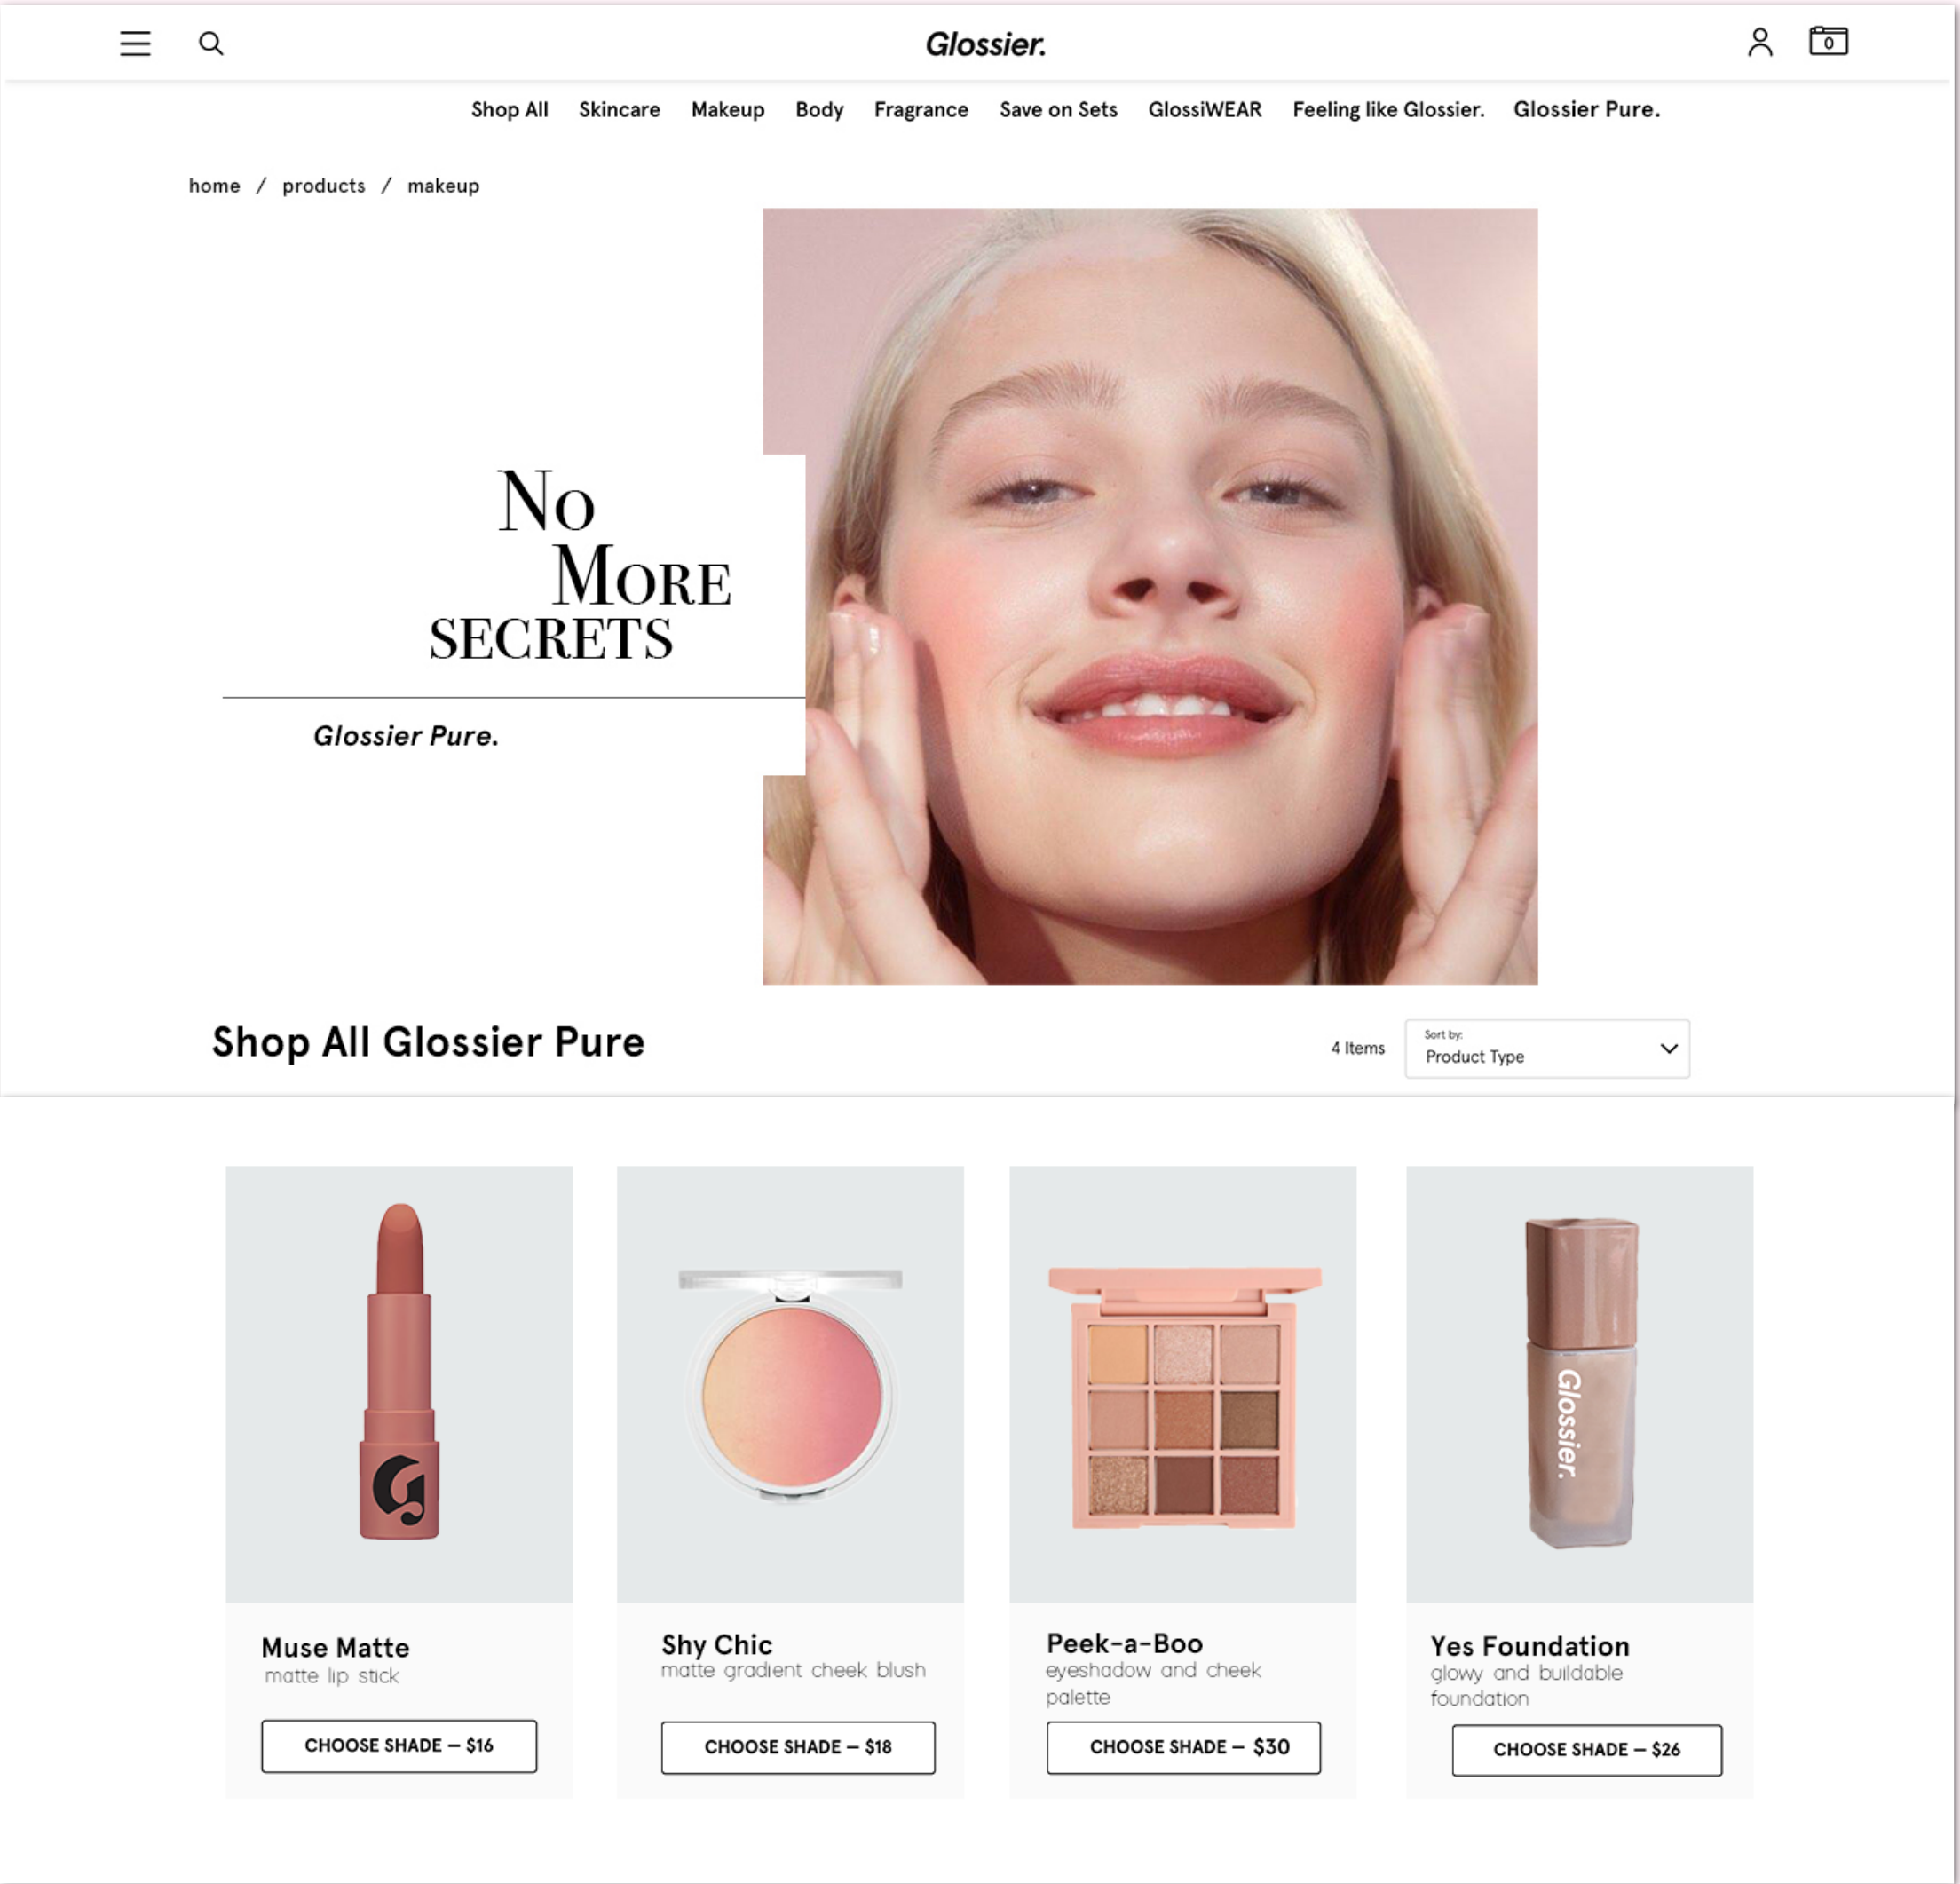 Glossier.
0
Shop All Skincare Makeup Body Fragrance Save on Sets GlossiWEAR Feeling like Glossier. Glossier Pure.
home / products / makeup
No
More
SECRETS
Glossier Pure.
Shop All Glossier Pure
4 Items
Sort by:
Product Type
G
Glossier.
Muse Matte
matte lip stick
CHOOSE SHADE – $16
Shy Chic
matte gradient cheek blush
CHOOSE SHADE – $18
Peek-a-Boo
eyeshadow and cheek
palette
CHOOSE SHADE – $30
Yes Foundation
glowy and buildable
foundation
CHOOSE SHADE – $26